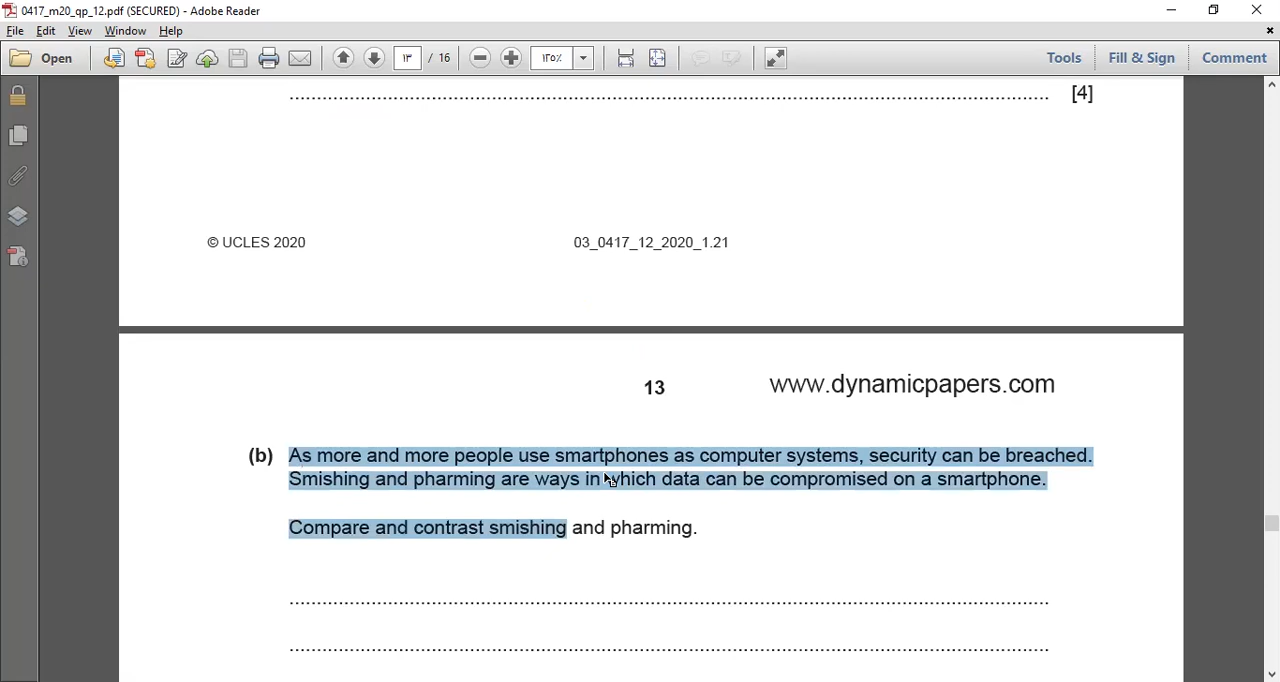 0417_m20_qp_12.pdf (SECURED) - Adobe Reader
File Edit View Window Help
Open ١٣ / 16 ١٣٥٪ Tools Fill & Sign Comment
.................................................................................................................................. [4]
© UCLES 2020 03_0417_12_2020_1.21
13 www.dynamicpapers.com
(b) As more and more people use smartphones as computer systems, security can be breached.
Smishing and pharming are ways in which data can be compromised on a smartphone.
Compare and contrast smishing and pharming.
..................................................................................................................................
..................................................................................................................................